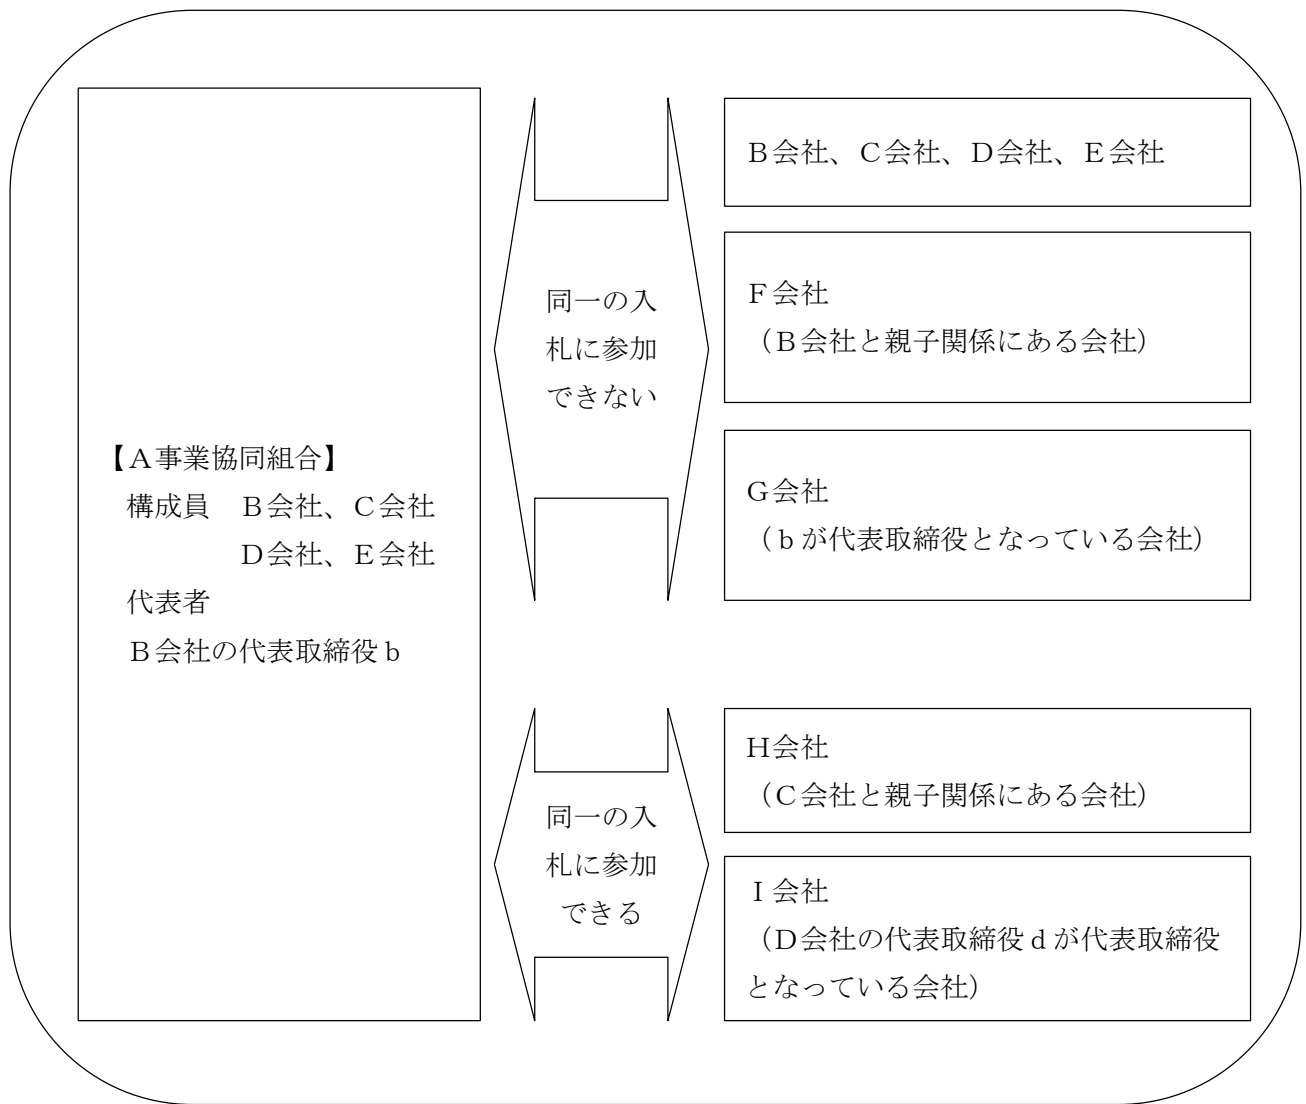 【Ａ事業協同組合】
構成員　Ｂ会社、Ｃ会社
Ｄ会社、Ｅ会社
代表者
Ｂ会社の代表取締役ｂ
同一の入
札に参加
できない
Ｂ会社、Ｃ会社、Ｄ会社、Ｅ会社
Ｆ会社
（Ｂ会社と親子関係にある会社）
Ｇ会社
（ｂが代表取締役となっている会社）
同一の入
札に参加
できる
Ｈ会社
（Ｃ会社と親子関係にある会社）
Ｉ会社
（Ｄ会社の代表取締役ｄが代表取締役
となっている会社）